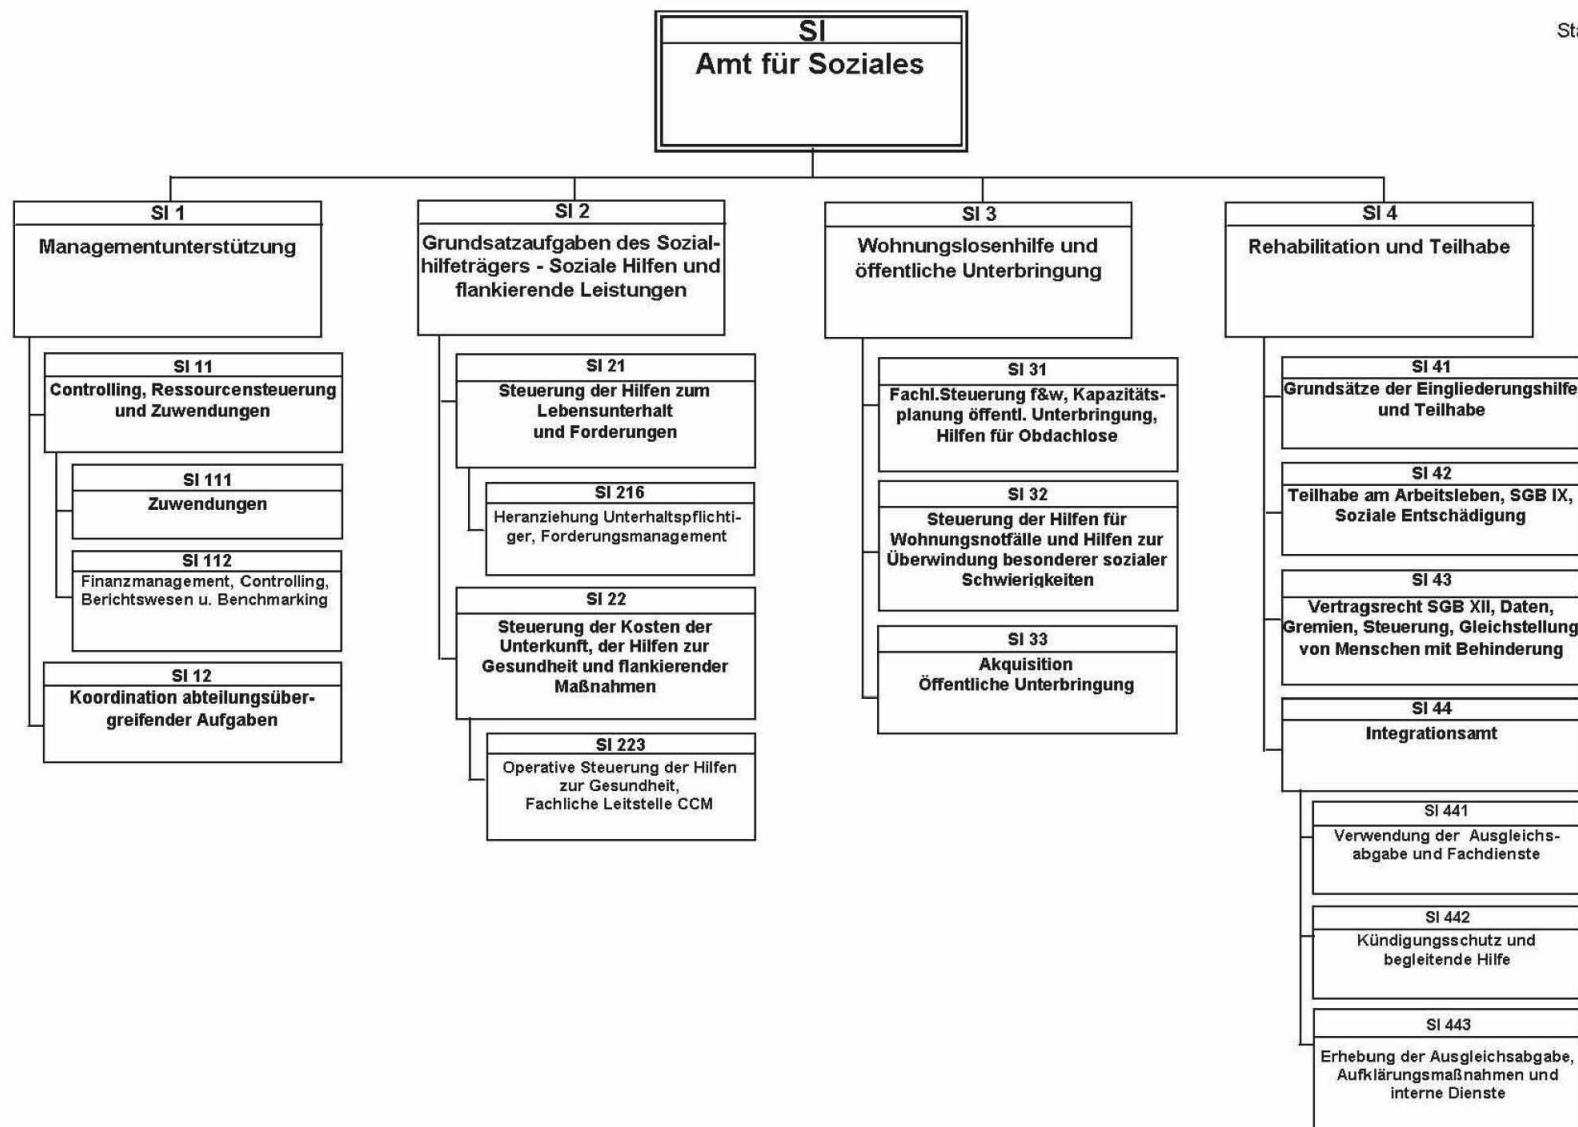 SI
Amt für Soziales
SI 1
Managementunterstützung
SI 11
Controlling, Ressourcensteuerung
und Zuwendungen
SI 111
Zuwendungen
SI 112
Finanzmanagement, Controlling,
Berichtswesen u. Benchmarking
SI 12
Koordination abteilungsüber-
greifender Aufgaben
SI 2
Grundsatzaufgaben des Sozial-
hilfeträgers - Soziale Hilfen und
flankierende Leistungen
SI 21
Steuerung der Hilfen zum
Lebensunterhalt
und Forderungen
SI 216
Heranziehung Unterhaltspflichti-
ger, Forderungsmanagement
SI 22
Steuerung der Kosten der
Unterkunft, der Hilfen zur
Gesundheit und flankierender
Maßnahmen
SI 223
Operative Steuerung der Hilfen
zur Gesundheit,
Fachliche Leitstelle CCM
SI 3
Wohnungslosenhilfe und
öffentliche Unterbringung
SI 31
Fachl.Steuerung f&w, Kapazitäts-
planung öffentl. Unterbringung,
Hilfen für Obdachlose
SI 32
Steuerung der Hilfen für
Wohnungsnotfälle und Hilfen zur
Überwindung besonderer sozialer
Schwierigkeiten
SI 33
Akquisition
Öffentliche Unterbringung
SI 4
Rehabilitation und Teilhabe
SI 41
Grundsätze der Eingliederungshilfe
und Teilhabe
SI 42
Teilhabe am Arbeitsleben, SGB IX,
Soziale Entschädigung
SI 43
Vertragsrecht SGB XII, Daten,
Gremien, Steuerung, Gleichstellung
von Menschen mit Behinderung
SI 44
Integrationsamt
SI 441
Verwendung der Ausgleichs-
abgabe und Fachdienste
SI 442
Kündigungsschutz und
begleitende Hilfe
SI 443
Erhebung der Ausgleichsabgabe,
Aufklärungsmaßnahmen und
interne Dienste